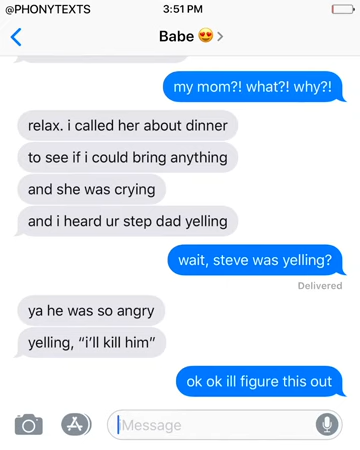 @PHONYTEXTS 3:51 PM
Babe 😍 >
my mom?! what?! why?!
relax. i called her about dinner
to see if i could bring anything
and she was crying
and i heard ur step dad yelling
wait, steve was yelling?
Delivered
ya he was so angry
yelling, “i’ll kill him”
ok ok ill figure this out
iMessage